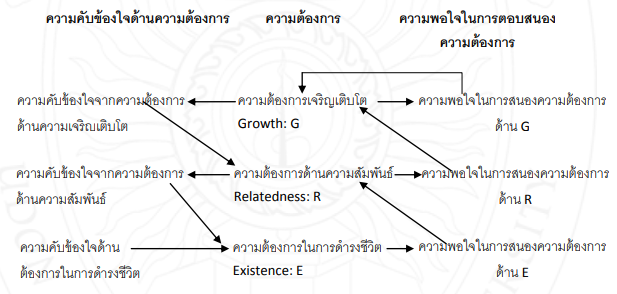 ความคับข้องใจด้านความต้องการ
ความต้องการ
ความพอใจในการตอบสนอง
ความต้องการ
ความคับข้องใจจากความต้องการ
ด้านความเจริญเติบโต
ความต้องการเจริญเติบโต
Growth: G
ความพอใจในการสนองความต้องการ
ด้าน G
ความคับข้องใจจากความต้องการ
ด้านความสัมพันธ์
ความต้องการด้านความสัมพันธ์
Relatedness: R
ความพอใจในการสนองความต้องการ
ด้าน R
ความคับข้องใจด้าน
ต้องการในการดำรงชีวิต
ความต้องการในการดำรงชีวิต
Existence: E
ความพอใจในการสนองความต้องการ
ด้าน E